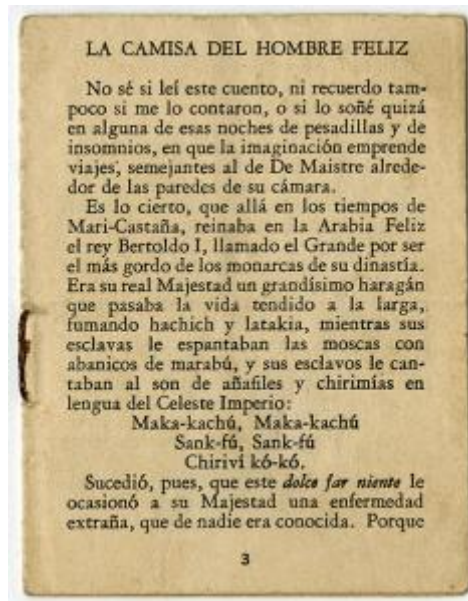 LA CAMISA DEL HOMBRE FELIZ
No sé si leí este cuento, ni recuerdo tam-
poco si me lo contaron, o si lo soñé quizá
en alguna de esas noches de pesadillas y de
insomnios, en que la imaginación emprende
viajes, semejantes al de De Maistre alrede-
dor de las paredes de su cámara.
Es lo cierto, que allá en los tiempos de
Mari-Castaña, reinaba en la Arabia Feliz
el rey Bertoldo I, llamado el Grande por ser
el más gordo de los monarcas de su dinastía.
Era su real Majestad un grandísimo haragán
que pasaba la vida tendido a la larga,
fumando hachich y latakia, mientras sus
esclavas le espantaban las moscas con
abanicos de marabú, y sus esclavos le can-
taban al son de añafiles y chirimías en
lengua del Celeste Imperio:
Maka-kachú, Maka-kachú
Sank-fú, Sank-fú
Chiriví kó-kó.
Sucedió, pues, que este dolce far niente le
ocasionó a su Majestad una enfermedad
extraña, que de nadie era conocida. Porque
3